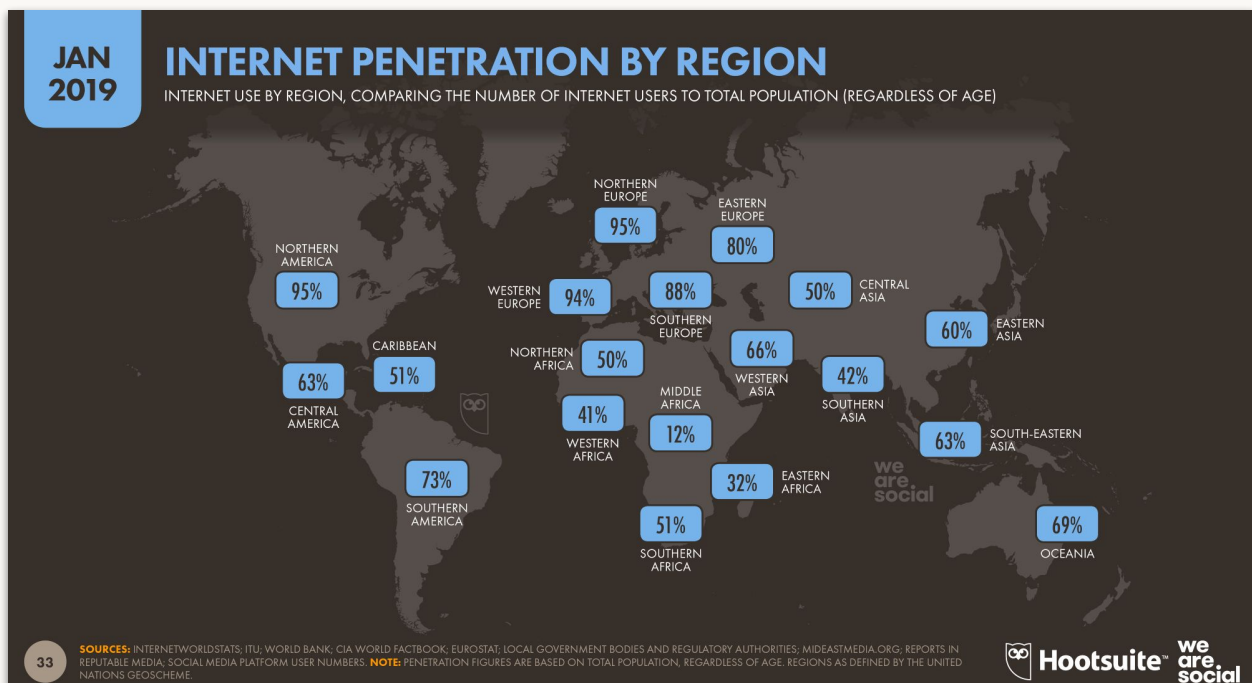 JAN
2019
INTERNET PENETRATION BY REGION
INTERNET USE BY REGION, COMPARING THE NUMBER OF INTERNET USERS TO TOTAL POPULATION (REGARDLESS OF AGE)
NORTHERN
EUROPE
95%
EASTERN
EUROPE
80%
NORTHERN
AMERICA
95%
WESTERN
EUROPE
94%
88%
SOUTHERN
EUROPE
50%
CENTRAL
ASIA
60%
EASTERN
ASIA
CARIBBEAN
51%
63%
CENTRAL
AMERICA
NORTHERN
AFRICA
50%
66%
WESTERN
ASIA
42%
SOUTHERN
ASIA
41%
WESTERN
AFRICA
MIDDLE
AFRICA
12%
63%
SOUTH-EASTERN
ASIA
73%
SOUTHERN
AMERICA
32%
EASTERN
AFRICA
we
are
social
51%
SOUTHERN
AFRICA
69%
OCEANIA
33
SOURCES: INTERNETWORLDSTATS; ITU; WORLD BANK; CIA WORLD FACTBOOK; EUROSTAT; LOCAL GOVERNMENT BODIES AND REGULATORY AUTHORITIES; MIDEASTMEDIA.ORG; REPORTS IN
REPUTABLE MEDIA; SOCIAL MEDIA PLATFORM USER NUMBERS. NOTE: PENETRATION FIGURES ARE BASED ON TOTAL POPULATION, REGARDLESS OF AGE. REGIONS AS DEFINED BY THE UNITED
NATIONS GEOSCHEME.
Hootsuite™
we
are
social